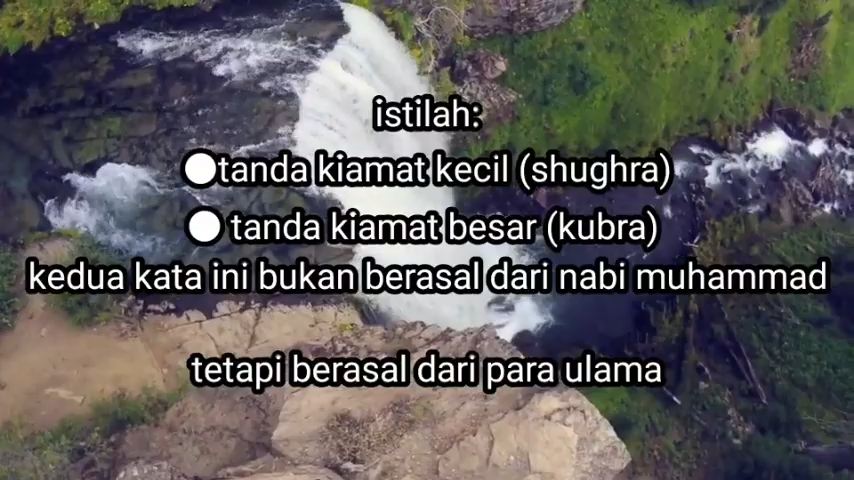 istilah:
●tanda kiamat kecil (shughra)
● tanda kiamat besar (kubra)
kedua kata ini bukan berasal dari nabi muhammad
tetapi berasal dari para ulama